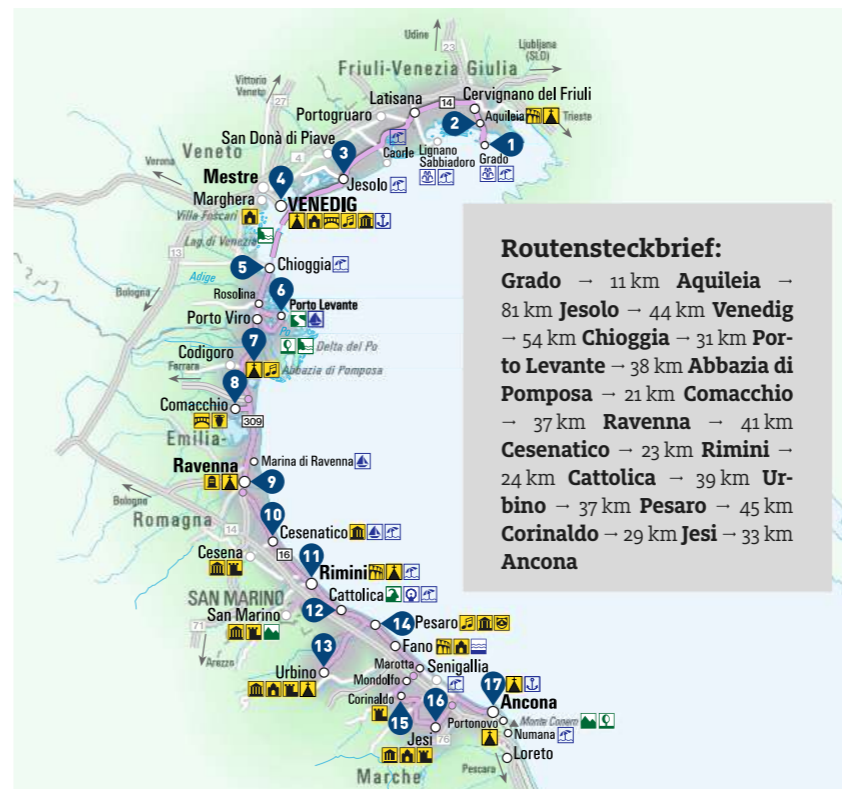 Udine
23
Ljubljana
(SLO)
Friuli-Venezia Giulia
Vittorio
Veneto
27
Latisana
14
Cervignano del Friuli
Portogruaro
2
Aquileia
Trieste
San Donà di Piave
4
3
Caorle
Lignano
Sabbiadoro
1
Grado
Verona
Veneto
Mestre
4
Jesolo
Marghera
VENEDIG
Villa Foscari
Lag. di Venezia
13
5
Chioggia
Adige
6
Bologna
Rosolina
Porto Levante
Porto Viro
Po
7
Delta del Po
Codigoro
Ferrara
Abbazia di Pomposa
8
Comacchio
309
Emilia-
Marina di Ravenna
Ravenna
9
Bologna
Romagna
10
14
Cesenatico
16
Cesena
11
Rimini
SAN MARINO
Cattolica
San Marino
12
14
Pesaro
71
13
Fano
Arezzo
Urbino
Marotta
Senigallia
Mondolfo
17
Corinaldo
16
Ancona
15
Portonovo
Monte Conero
Jesi
76
Numana
Loreto
Marche
Pescara
Routensteckbrief:
Grado → 11 km Aquileia →
81 km Jesolo → 44 km Venedig
→ 54 km Chioggia → 31 km Por-
to Levante → 38 km Abbazia di
Pomposa → 21 km Comacchio
→ 37 km Ravenna → 41 km
Cesenatico → 23 km Rimini →
24 km Cattolica → 39 km Ur-
bino → 37 km Pesaro → 45 km
Corinaldo → 29 km Jesi → 33 km
Ancona